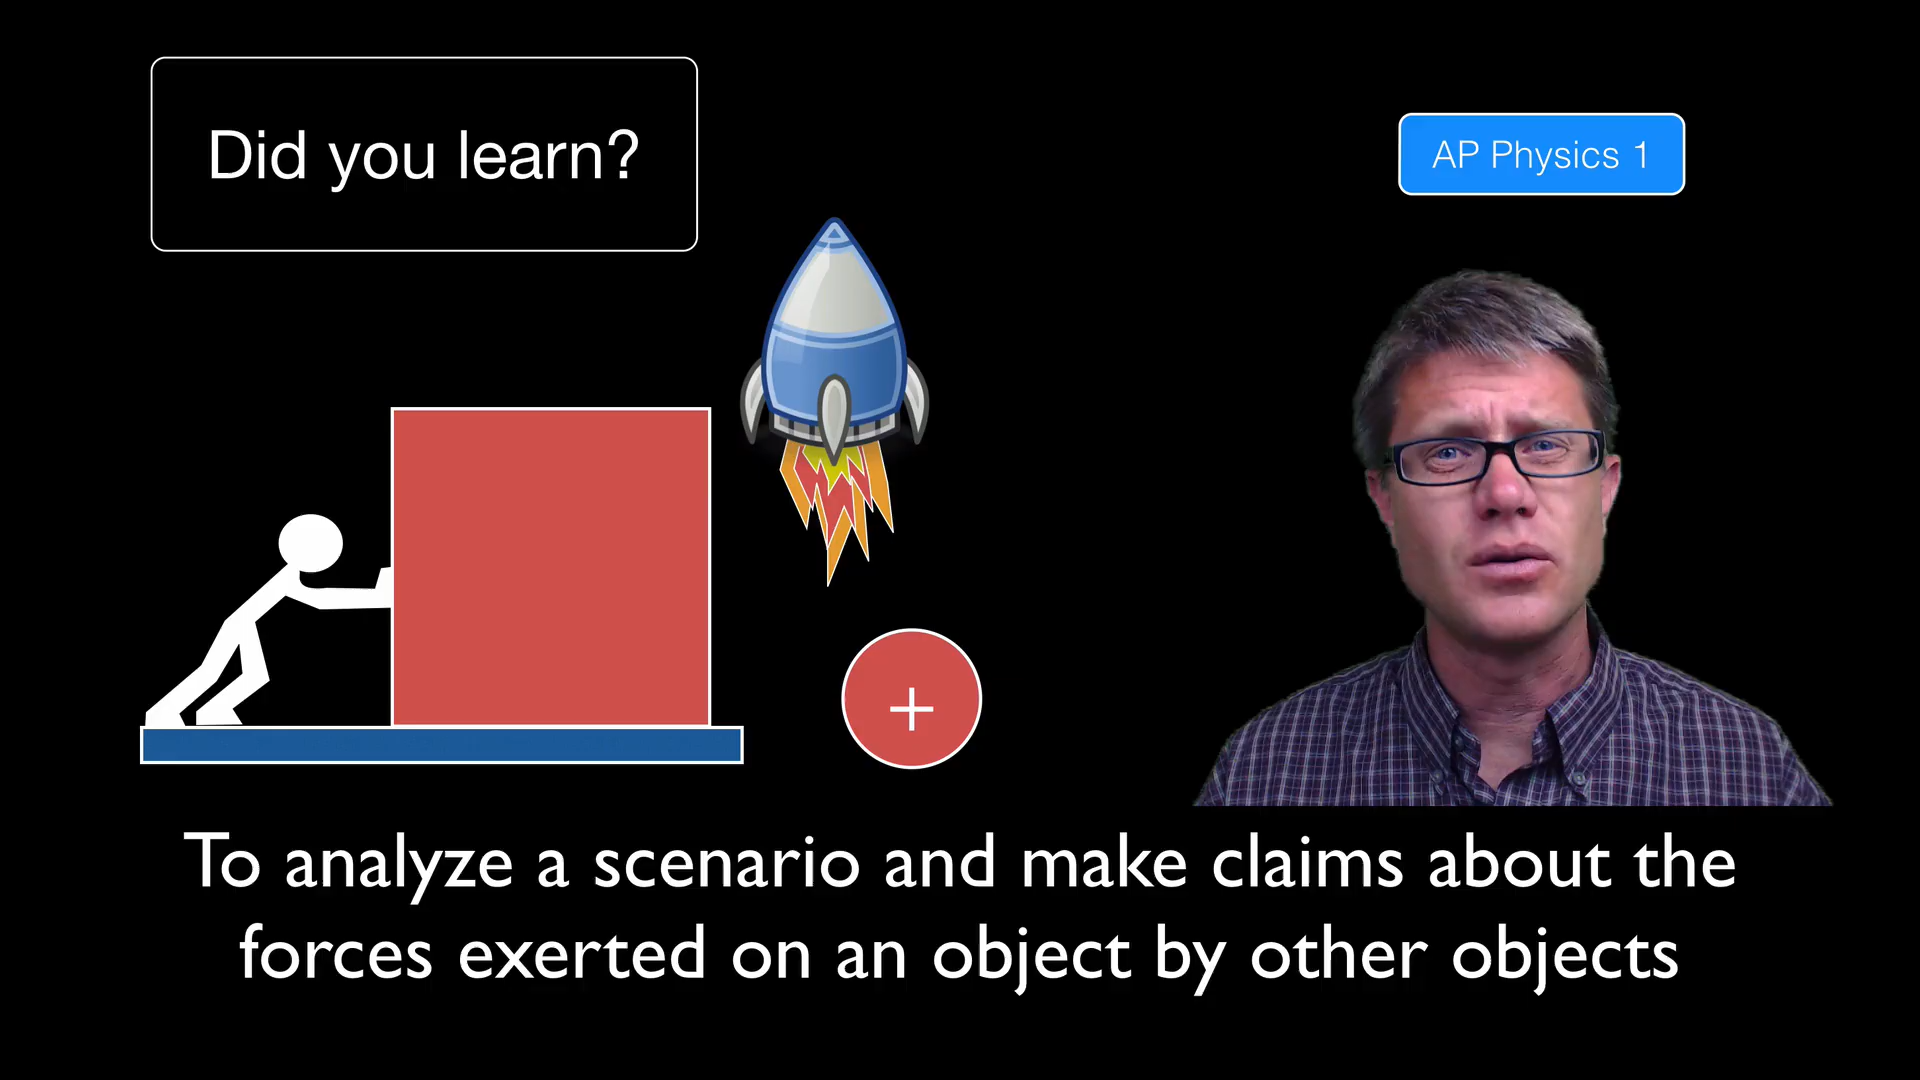 Did you learn?
AP Physics 1
+
To analyze a scenario and make claims about the
forces exerted on an object by other objects